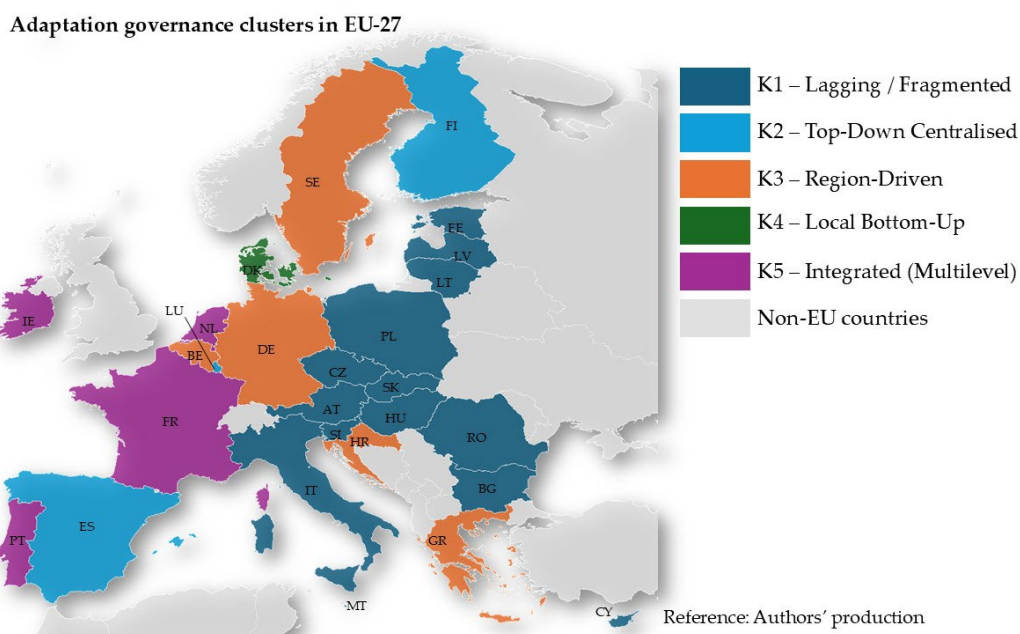 Adaptation governance clusters in EU-27
K1 – Lagging / Fragmented
K2 – Top-Down Centralised
K3 – Region-Driven
K4 – Local Bottom-Up
K5 – Integrated (Multilevel)
Non-EU countries
FI
SE
FE
LV
LT
DK
IE
LU
NL
BE
DE
PL
CZ
SK
AT
HU
FR
SI
HR
RO
IT
BG
ES
PT
GR
MT
CY
Reference: Authors' production